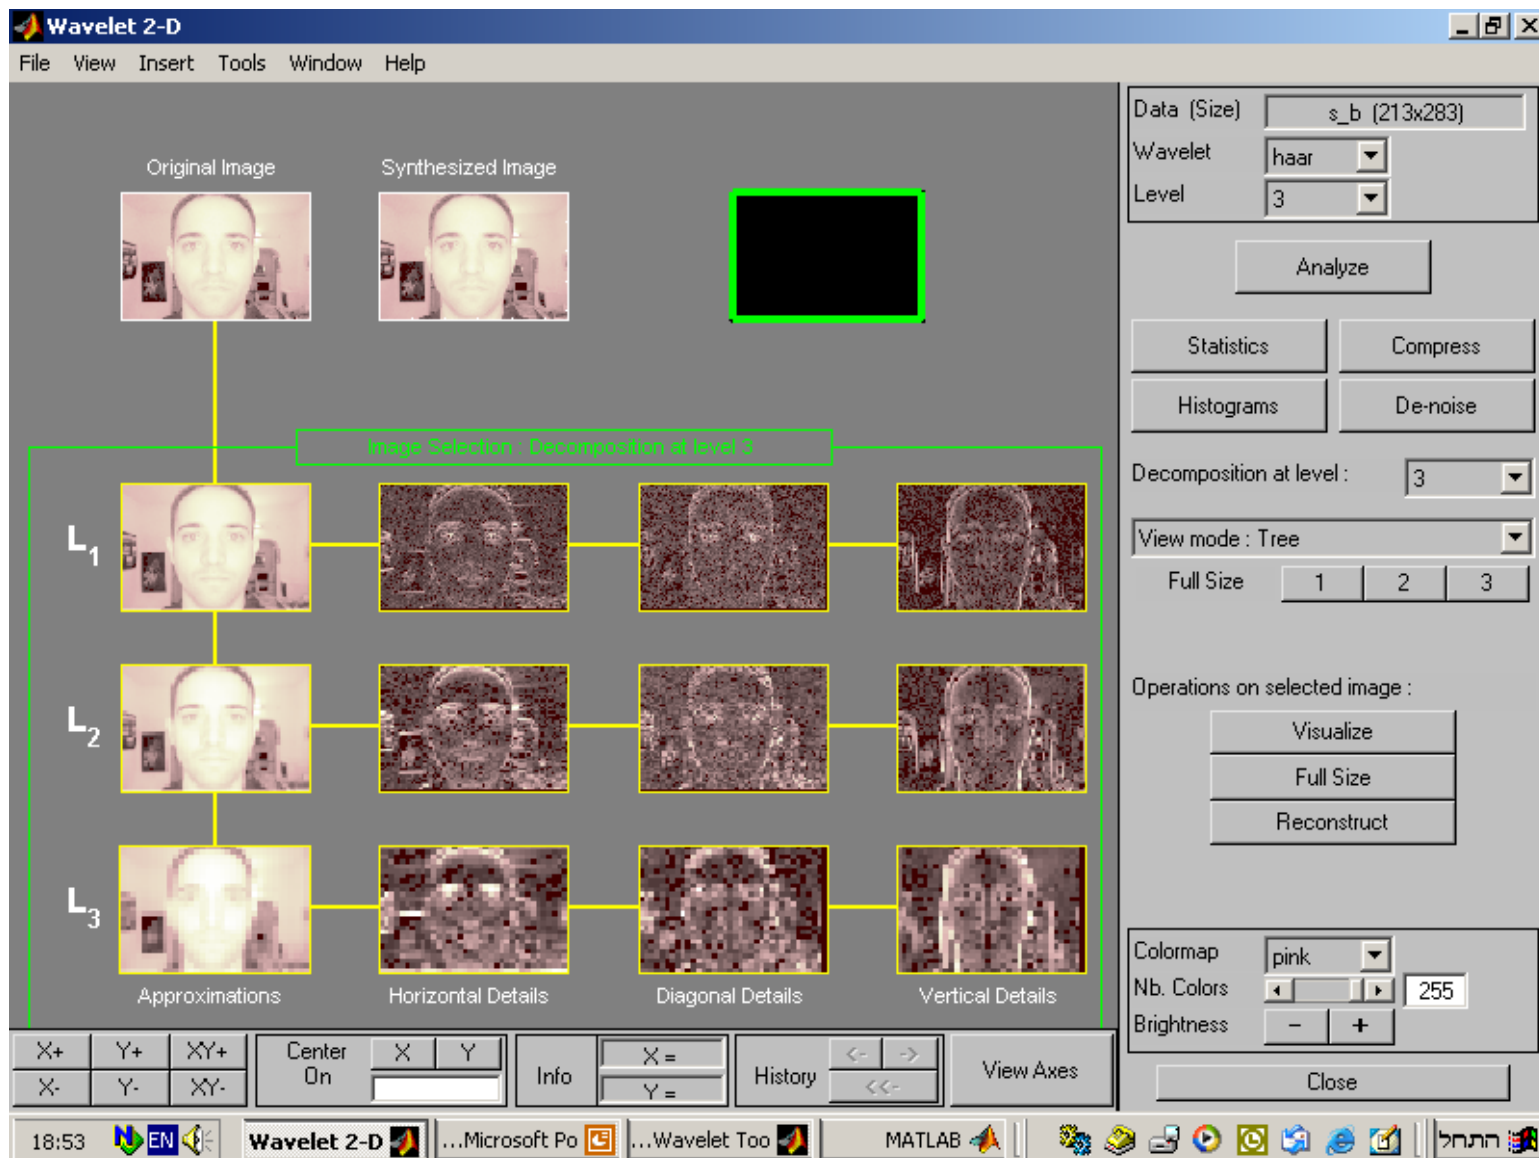 Wavelet 2-D
File View Insert Tools Window Help
Original Image Synthesized Image
Image Selection : Decomposition at level 3
L1
L2
L3
Approximations Horizontal Details Diagonal Details Vertical Details
Data (Size) s_b (213x283)
Wavelet haar
Level 3
Analyze
Statistics Compress
Histograms De-noise
Decomposition at level : 3
View mode : Tree
Full Size 1 2 3
Operations on selected image :
Visualize
Full Size
Reconstruct
Colormap pink
Nb. Colors 255
Brightness - +
Close
X+ Y+ XY+ Center On X Y Info X = History <- -> View Axes
X- Y- XY- Y = <<-
18:53 N EN Wavelet 2-D ...Microsoft Po ...Wavelet Too MATLAB התחל